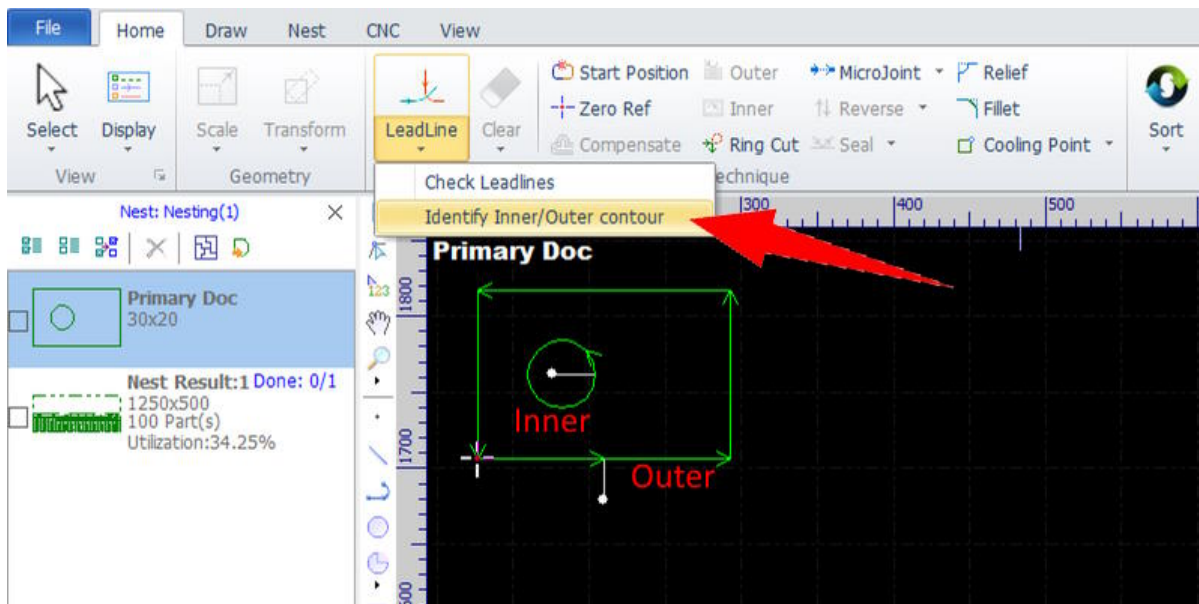 File Home Draw Nest CNC View
Start Position Outer MicroJoint Relief
Zero Ref Inner Reverse Fillet
Select Display Scale Transform LeadLine Clear Compensate Ring Cut Seal Cooling Point Sort
View Geometry echnique
Check Leadlines
Identify Inner/Outer contour
Nest: Nesting(1)
300 400 500
Primary Doc
123
1800
Primary Doc
30x20
Nest Result:1 Done: 0/1
1250x500
100 Part(s)
Utilization:34.25%
Inner
1700
Outer